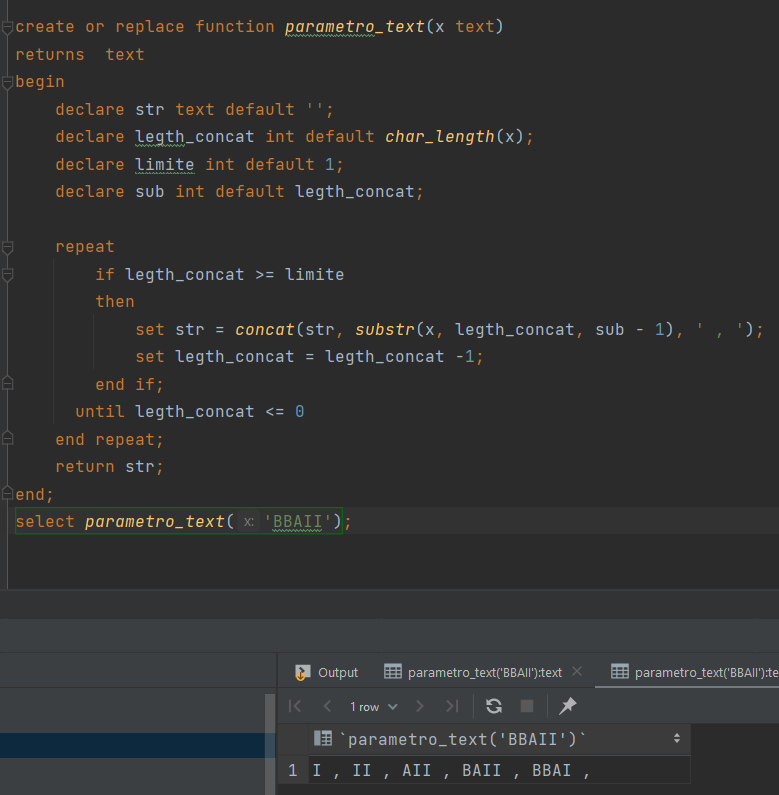 create or replace function parametro_text(x text)
returns  text
begin
    declare str text default '';
    declare legth_concat int default char_length(x);
    declare limite int default 1;
    declare sub int default legth_concat;

    repeat
        if legth_concat >= limite
        then
            set str = concat(str, substr(x, legth_concat, sub - 1), ' , ');
            set legth_concat = legth_concat -1;
        end if;
      until legth_concat <= 0
    end repeat;
    return str;
end;
select parametro_text( x: 'BBAII');
Output parametro_text('BBAII'):text parametro_text('BBAII'):te
1 row
`parametro_text('BBAII')`
1 I , II , AII , BAII , BBAI ,